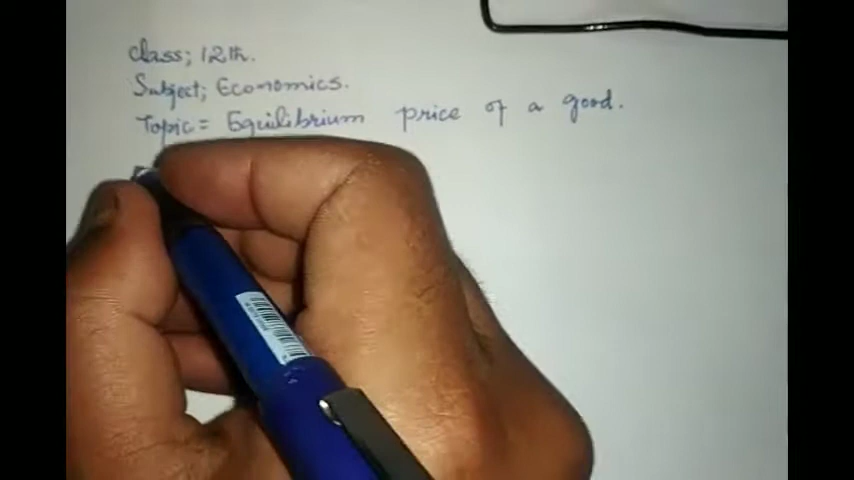 Class; 12th.
Subject; Economics.
Topic = Equilibrium price of a good.